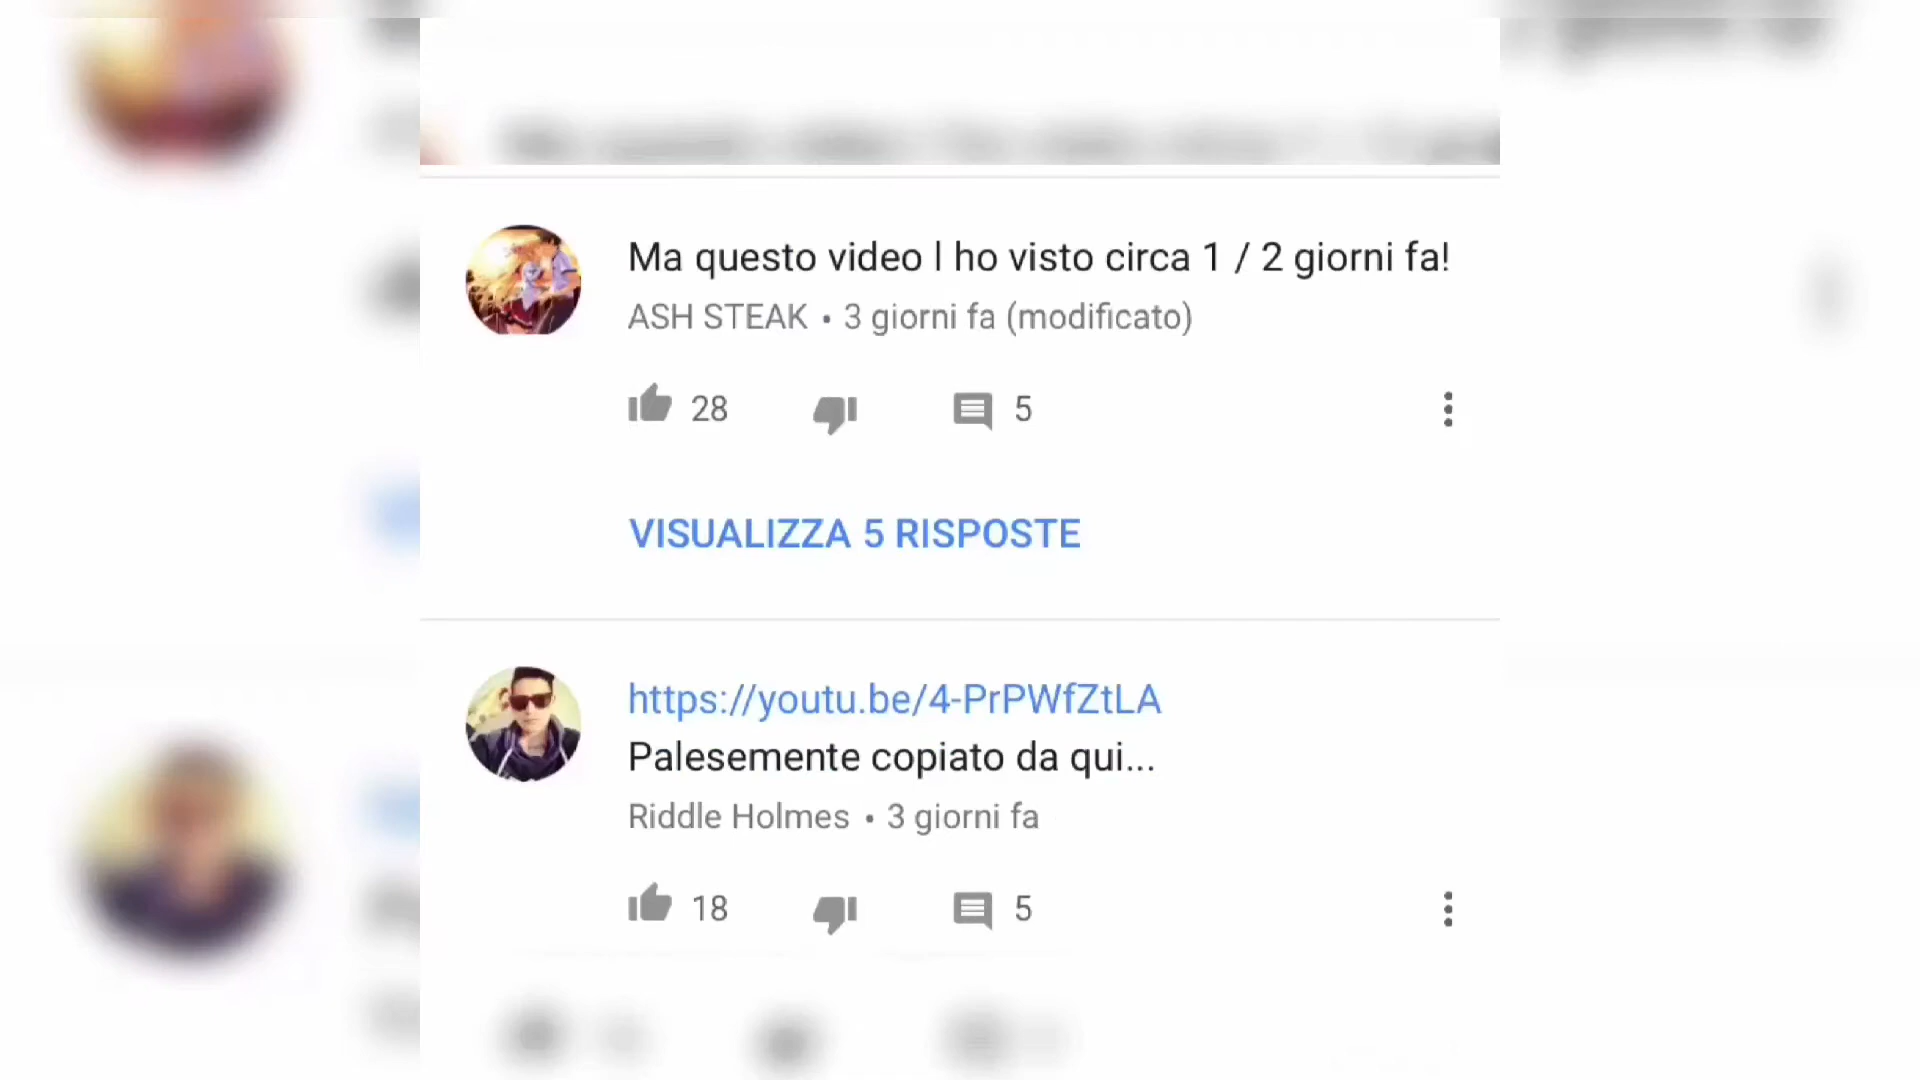 Ma questo video l ho visto circa 1 / 2 giorni fa!
ASH STEAK • 3 giorni fa (modificato)
28 5
VISUALIZZA 5 RISPOSTE
https://youtu.be/4-PrPWfZtLA
Palesemente copiato da qui...
Riddle Holmes • 3 giorni fa
18 5